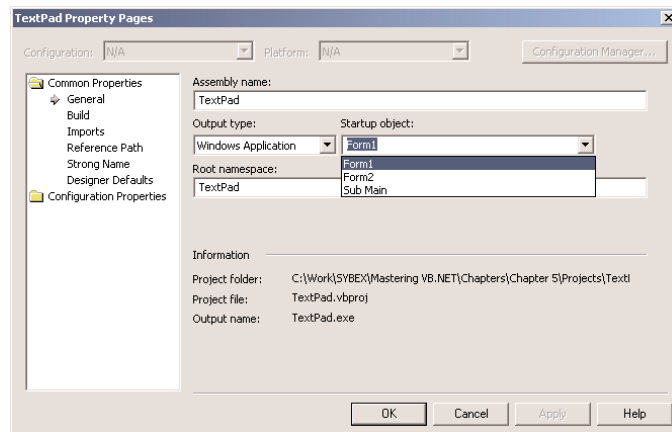 TextPad Property Pages
Configuration: N/A Platform: N/A Configuration Manager...
Common Properties
General
Build
Imports
Reference Path
Strong Name
Designer Defaults
Configuration Properties
Assembly name:
TextPad
Output type: Startup object:
Windows Application Form1
Form1
Form2
Sub Main
Root namespace:
TextPad
Information
Project folder: C:\Work\SYBEX\Mastering VB.NET\Chapters\Chapter 5\Projects\TextI
Project file: TextPad.vbproj
Output name: TextPad.exe
OK Cancel Apply Help